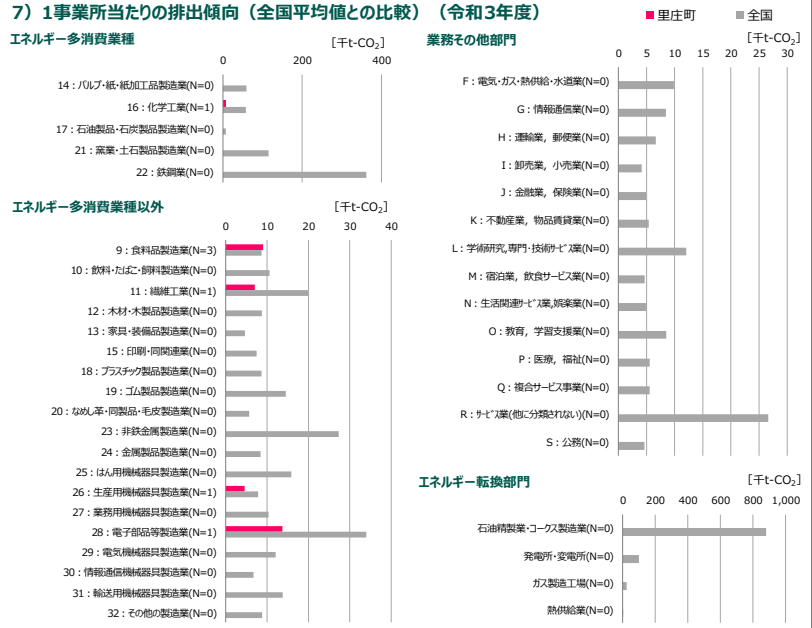 7）1事業所当たりの排出傾向（全国平均値との比較）（令和3年度）
■里庄町 ■全国
エネルギー多消費業種
[千t-CO₂]
0 200 400
14：パルプ・紙・紙加工品製造業(N=0)
16：化学工業(N=1)
17：石油製品・石炭製品製造業(N=0)
21：窯業・土石製品製造業(N=0)
22：鉄鋼業(N=0)
エネルギー多消費業種以外
[千t-CO₂]
0 10 20 30 40
9：食料品製造業(N=3)
10：飲料・たばこ・飼料製造業(N=0)
11：繊維工業(N=1)
12：木材・木製品製造業(N=0)
13：家具・装備品製造業(N=0)
15：印刷・同関連業(N=0)
18：プラスチック製品製造業(N=0)
19：ゴム製品製造業(N=0)
20：なめし革・同製品・毛皮製造業(N=0)
23：非鉄金属製造業(N=0)
24：金属製品製造業(N=0)
25：はん用機械器具製造業(N=0)
26：生産用機械器具製造業(N=1)
27：業務用機械器具製造業(N=0)
28：電子部品等製造業(N=1)
29：電気機械器具製造業(N=0)
30：情報通信機械器具製造業(N=0)
31：輸送用機械器具製造業(N=0)
32：その他の製造業(N=0)
業務その他部門
[千t-CO₂]
0 5 10 15 20 25 30
F：電気・ガス・熱供給・水道業(N=0)
G：情報通信業(N=0)
H：運輸業，郵便業(N=0)
I：卸売業，小売業(N=0)
J：金融業，保険業(N=0)
K：不動産業，物品賃貸業(N=0)
L：学術研究,専門・技術ｻｰﾋﾞｽ業(N=0)
M：宿泊業，飲食サービス業(N=0)
N：生活関連ｻｰﾋﾞｽ業,娯楽業(N=0)
O：教育，学習支援業(N=0)
P：医療，福祉(N=0)
Q：複合サービス事業(N=0)
R：ｻｰﾋﾞｽ業(他に分類されない)(N=0)
S：公務(N=0)
エネルギー転換部門
[千t-CO₂]
0 200 400 600 800 1,000
石油精製業・コークス製造業(N=0)
発電所・変電所(N=0)
ガス製造工場(N=0)
熱供給業(N=0)